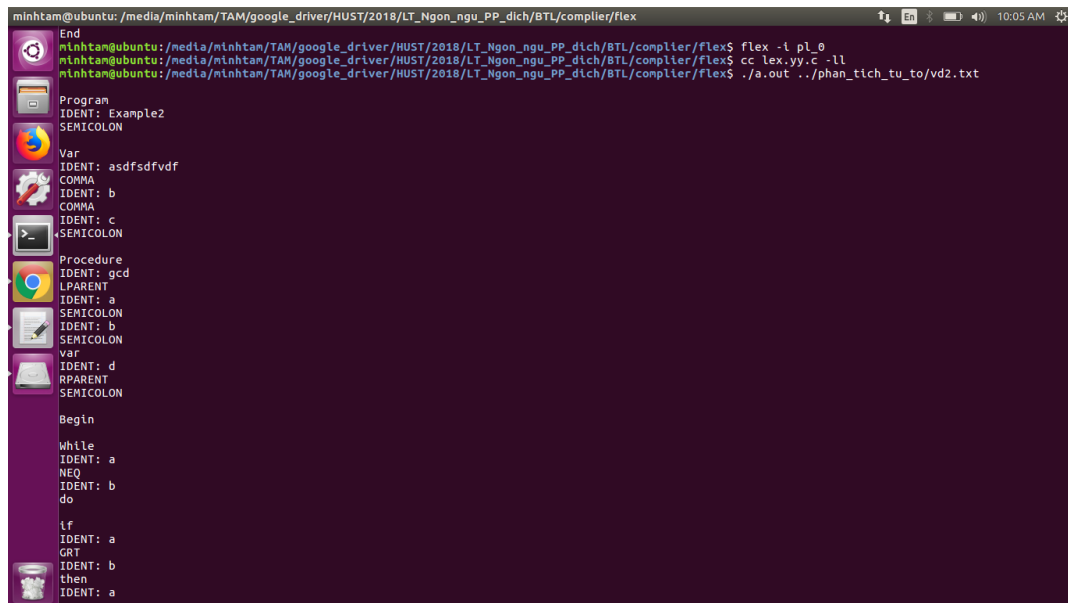 minhtam@ubuntu: /media/minhtam/TAM/google_driver/HUST/2018/LT_Ngon_ngu_PP_dich/BTL/complier/flex En 10:05 AM
End
minhtam@ubuntu:/media/minhtam/TAM/google_driver/HUST/2018/LT_Ngon_ngu_PP_dich/BTL/complier/flex$ flex -i pl_0
minhtam@ubuntu:/media/minhtam/TAM/google_driver/HUST/2018/LT_Ngon_ngu_PP_dich/BTL/complier/flex$ cc lex.yy.c -ll
minhtam@ubuntu:/media/minhtam/TAM/google_driver/HUST/2018/LT_Ngon_ngu_PP_dich/BTL/complier/flex$ ./a.out ../phan_tich_tu_to/vd2.txt
Program
IDENT: Example2
SEMICOLON
Var
IDENT: asdfsdfvdf
COMMA
IDENT: b
COMMA
IDENT: c
SEMICOLON
Procedure
IDENT: gcd
LPARENT
IDENT: a
SEMICOLON
IDENT: b
SEMICOLON
var
IDENT: d
RPARENT
SEMICOLON
Begin
While
IDENT: a
NEQ
IDENT: b
do
if
IDENT: a
GRT
IDENT: b
then
IDENT: a